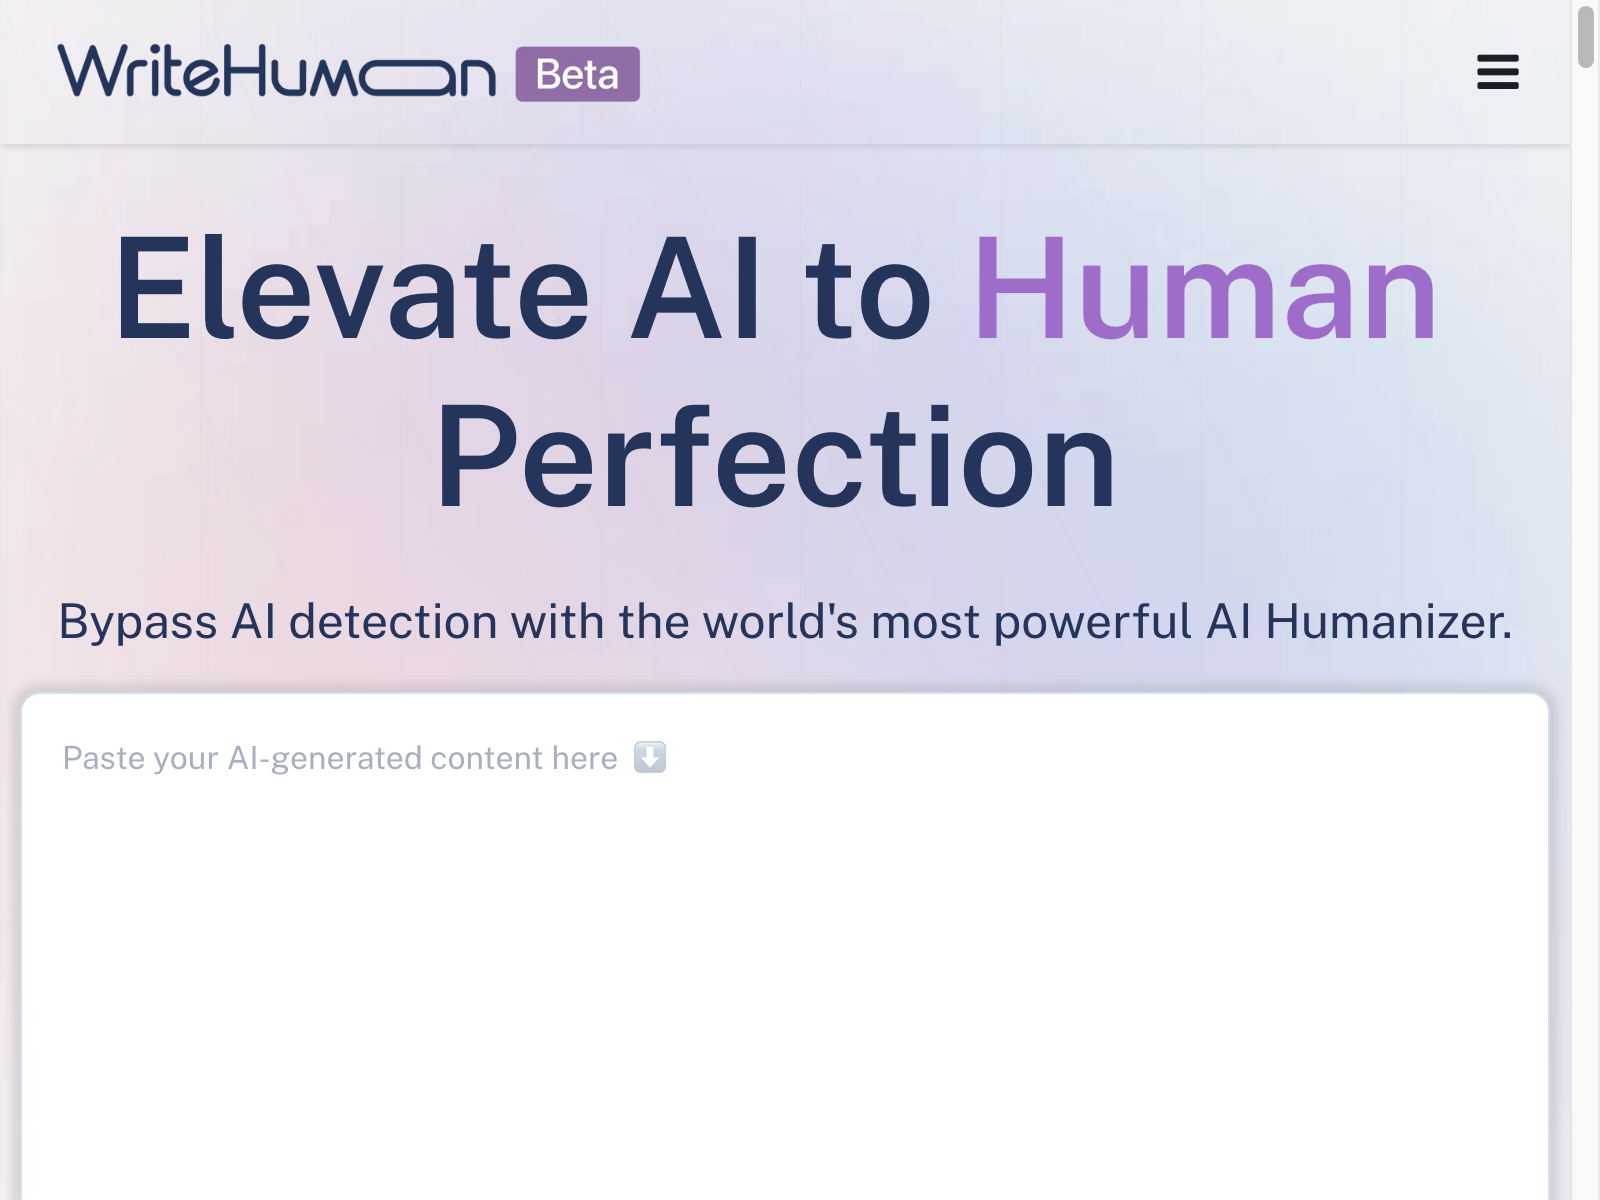 WriteHuman Beta
Elevate AI to Human
Perfection
Bypass AI detection with the world's most powerful AI Humanizer.
Paste your AI-generated content here ⬇️